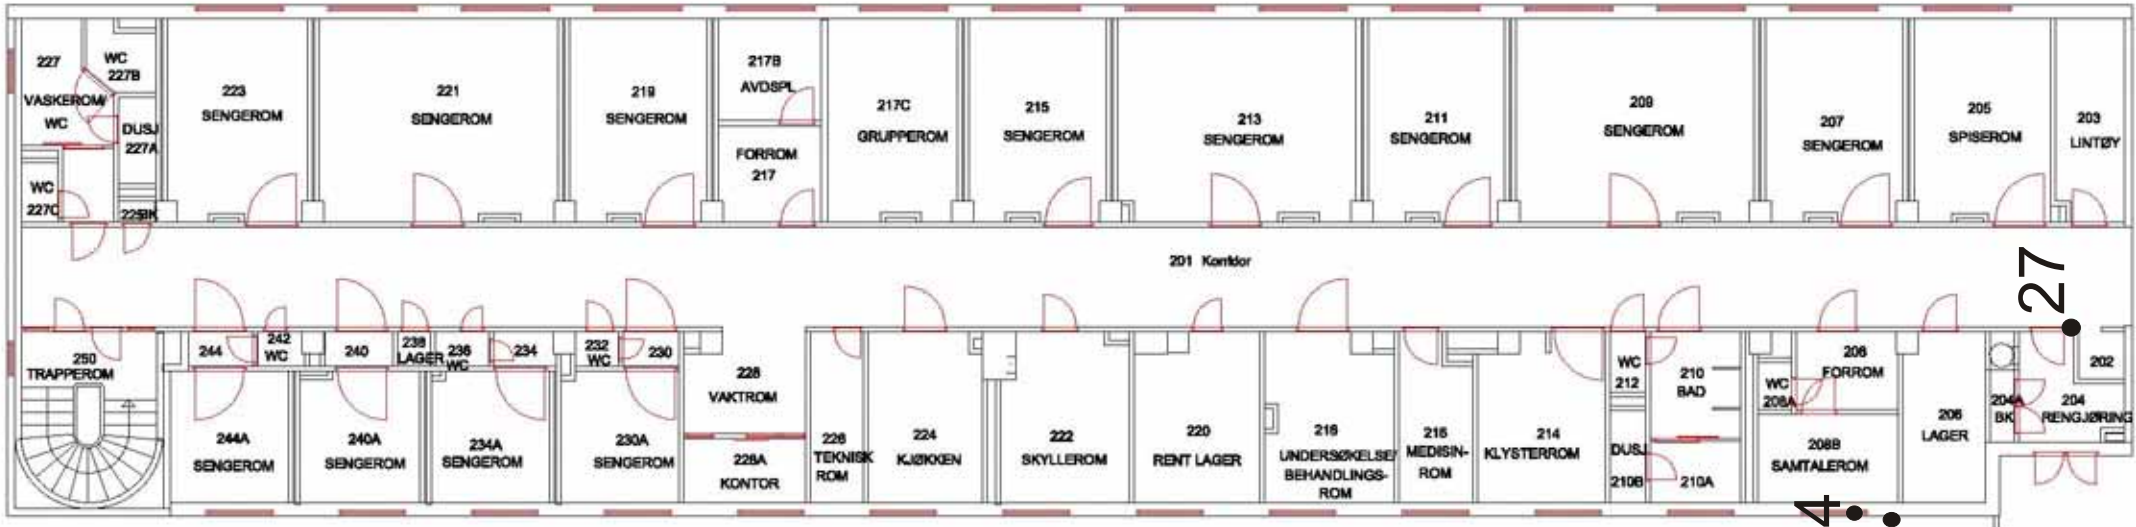 227
VASKEROM/
WC
WC
227B
DUSJ
227A
WC
227C
225BK
223
SENGEROM
221
SENGEROM
219
SENGEROM
217B
AVDSPL
FORROM
217
217C
GRUPPEROM
215
SENGEROM
213
SENGEROM
211
SENGEROM
209
SENGEROM
207
SENGEROM
205
SPISEROM
203
LINTØY
201 Korridor
27
250
TRAPPEROM
244
242
WC
240
238
LAGER
236
WC
234
232
WC
230
244A
SENGEROM
240A
SENGEROM
234A
SENGEROM
230A
SENGEROM
228
VAKTROM
228A
KONTOR
226
TEKNISK
ROM
224
KJØKKEN
222
SKYLLEROM
220
RENT LAGER
218
UNDERSØKELSE/
BEHANDLINGS-
ROM
216
MEDISIN-
ROM
214
KLYSTERROM
WC
212
DUSJ
210B
210
BAD
210A
WC
208A
208
FORROM
208B
SAMTALEROM
206
LAGER
204A
BK
204
RENGJØRING
202
4